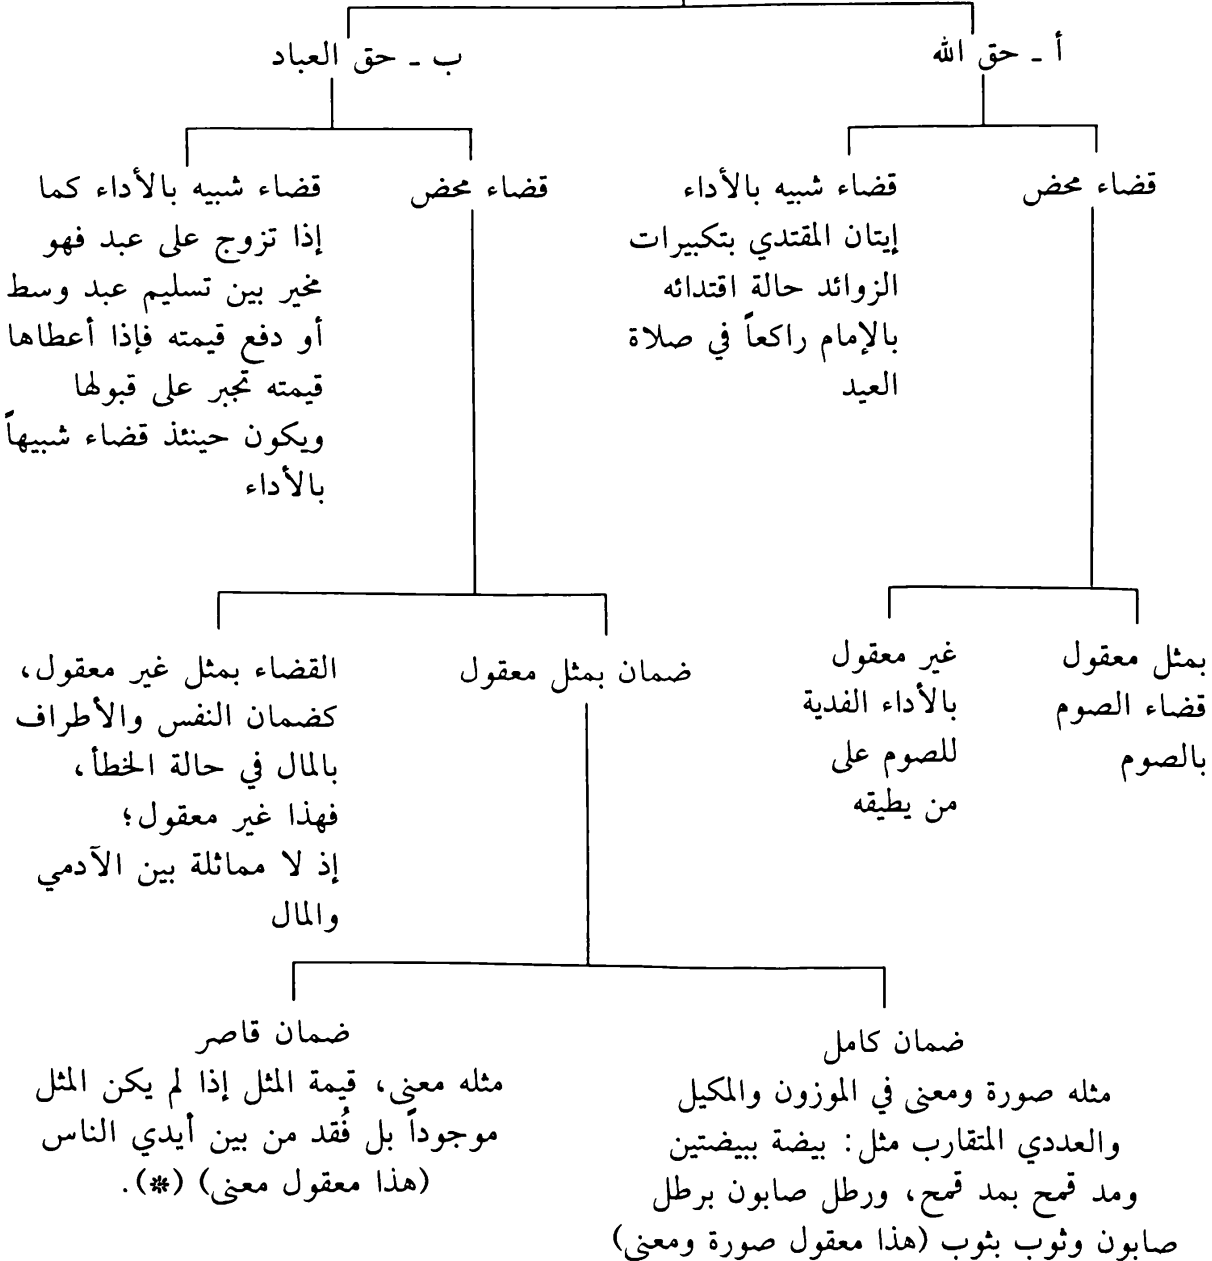 أ ـ حق الله
ب ـ حق العباد
قضاء محض
قضاء شبيه بالأداء
إيتان المقتدي بتكبيرات
الزوائد حالة اقتدائه
بالإمام راكعاً في صلاة
العيد
قضاء محض
قضاء شبيه بالأداء كما
إذا تزوج على عبد فهو
مخير بين تسليم عبد وسط
أو دفع قيمته فإذا أعطاها
قيمته تجبر على قبولها
ويكون حينئذ قضاء شبيهاً
بالأداء
بمثل معقول
قضاء الصوم
بالصوم
غير معقول
بالأداء الفدية
للصوم على
من يطيقه
ضمان بمثل معقول
القضاء بمثل غير معقول،
كضمان النفس والأطراف
بالمال في حالة الخطأ،
فهذا غير معقول؛
إذ لا مماثلة بين الآدمي
والمال
ضمان كامل
مثله صورة ومعنى في الموزون والمكيل
والعددي المتقارب مثل: بيضة ببيضتين
ومد قمح بمد قمح، ورطل صابون برطل
صابون وثوب بثوب (هذا معقول صورة ومعنى)
ضمان قاصر
مثله معنى، قيمة المثل إذا لم يكن المثل
موجوداً بل فُقد من بين أيدي الناس
(هذا معقول معنى) (*).